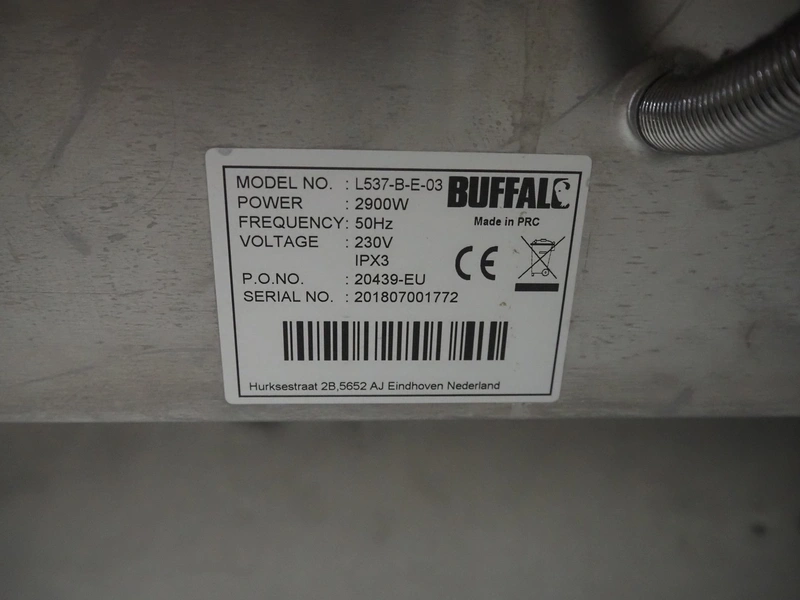 MODEL NO. : L537-B-E-03 BUFFALO
POWER : 2900W
Made in PRC
FREQUENCY: 50Hz
VOLTAGE : 230V
IPX3
CE
P.O.NO. : 20439-EU
SERIAL NO. : 201807001772
Hurksestraat 2B,5652 AJ Eindhoven Nederland